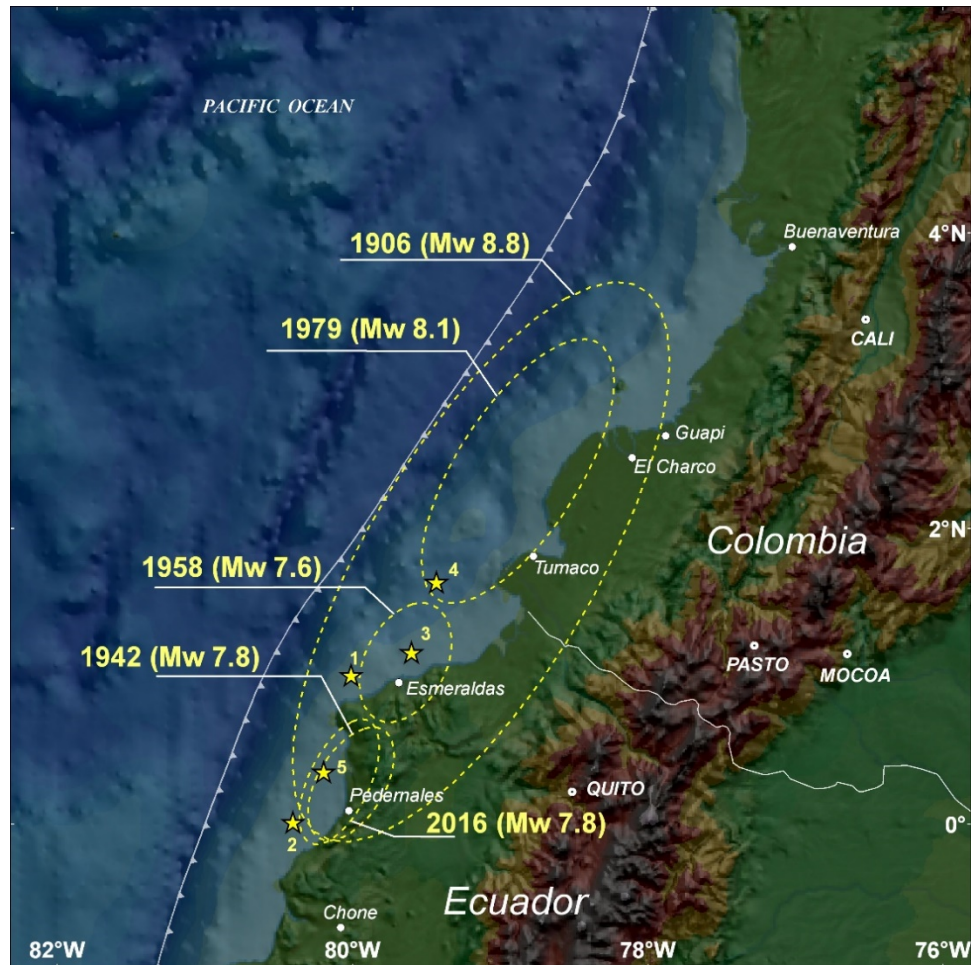 PACIFIC OCEAN
Buenaventura
4°N
1906 (Mw 8.8)
1979 (Mw 8.1)
CALI
Guapi
El Charco
2°N
Colombia
1958 (Mw 7.6)
4
Tumaco
3
1942 (Mw 7.8)
1
PASTO
MOCOA
Esmeraldas
5
Pedernales
QUITO
2016 (Mw 7.8)
0°
2
Ecuador
Chone
82°W
80°W
78°W
76°W